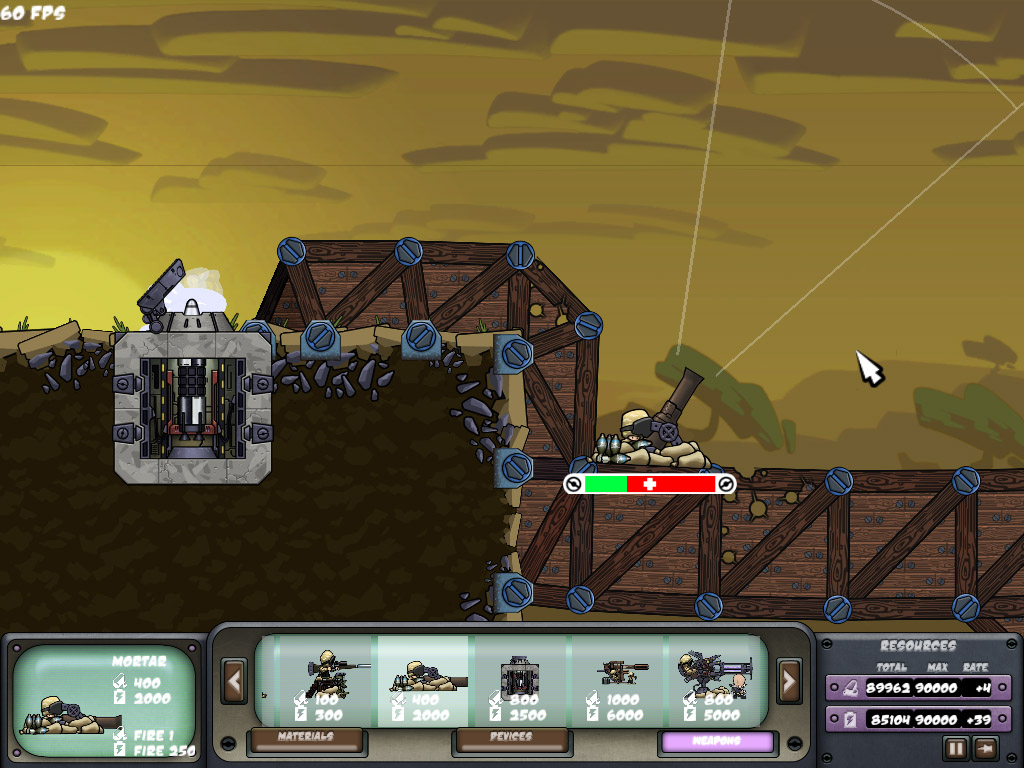 60 FPS
MORTAR
400
2000
FIRE 1
FIRE 250
100
300
400
2000
800
2500
1000
6000
800
5000
MATERIALS
DEVICES
WEAPONS
RESOURCES
TOTAL MAX RATE
89962 90000 +4
85104 90000 +39